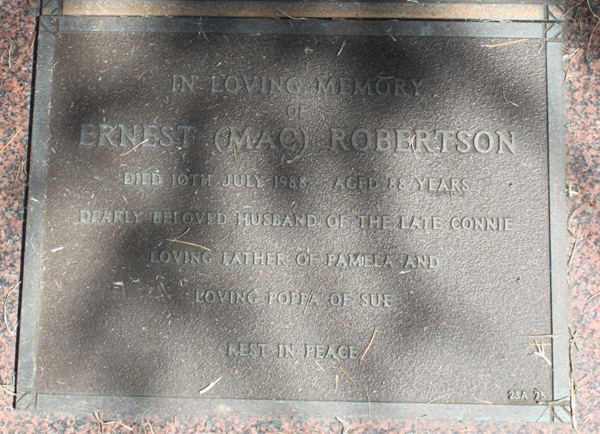 IN LOVING MEMORY
OF
ERNEST (MAC) ROBERTSON
DIED 10TH JULY 1988 AGED 88 YEARS
DEARLY BELOVED HUSBAND OF THE LATE CONNIE
LOVING FATHER OF PAMELA AND
LOVING POPPA OF SUE
REST IN PEACE